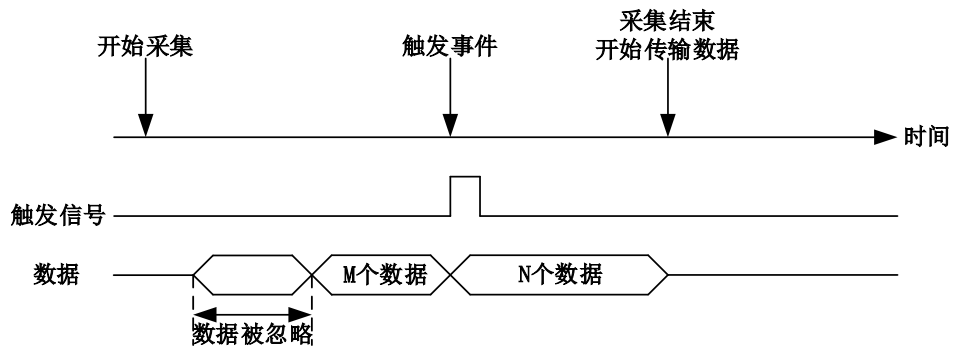 开始采集
触发事件
采集结束
开始传输数据
时间
触发信号
数据
M个数据
N个数据
数据被忽略